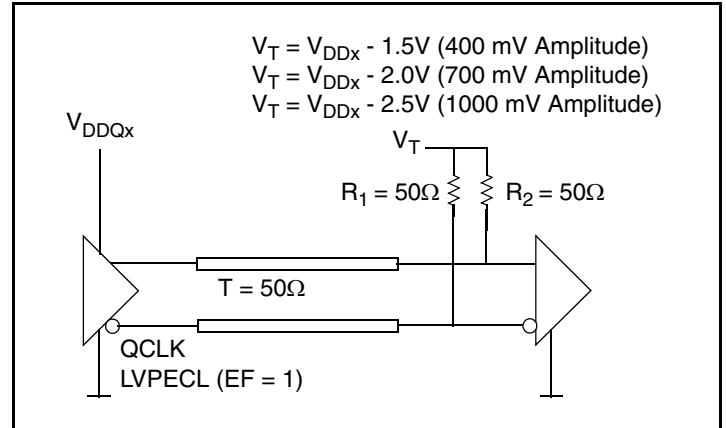 V_T = V_DDx - 1.5V (400 mV Amplitude)
V_T = V_DDx - 2.0V (700 mV Amplitude)
V_T = V_DDx - 2.5V (1000 mV Amplitude)
V_DDQx
V_T
R_1 = 50Ω
R_2 = 50Ω
T = 50Ω
QCLK
LVPECL (EF = 1)